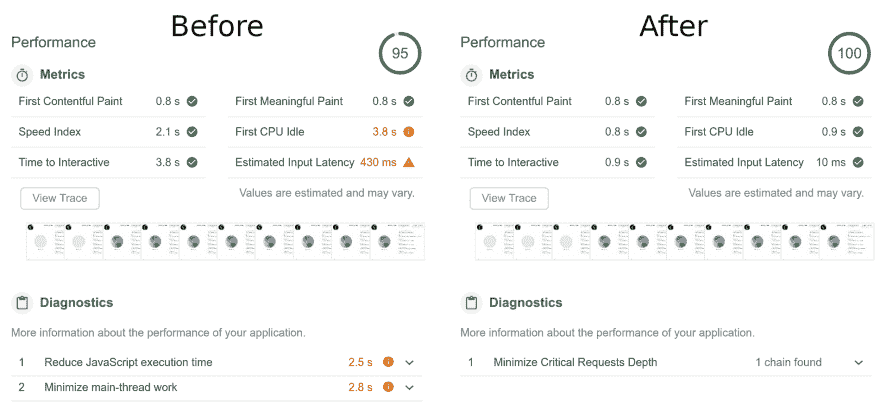 Before
Performance
95
Metrics
First Contentful Paint 0.8 s
First Meaningful Paint 0.8 s
Speed Index 2.1 s
First CPU Idle 3.8 s
Time to Interactive 3.8 s
Estimated Input Latency 430 ms
View Trace
Values are estimated and may vary.
Diagnostics
More information about the performance of your application.
1 Reduce JavaScript execution time 2.5 s
2 Minimize main-thread work 2.8 s
After
Performance
100
Metrics
First Contentful Paint 0.8 s
First Meaningful Paint 0.8 s
Speed Index 0.8 s
First CPU Idle 0.9 s
Time to Interactive 0.9 s
Estimated Input Latency 10 ms
View Trace
Values are estimated and may vary.
Diagnostics
More information about the performance of your application.
1 Minimize Critical Requests Depth 1 chain found